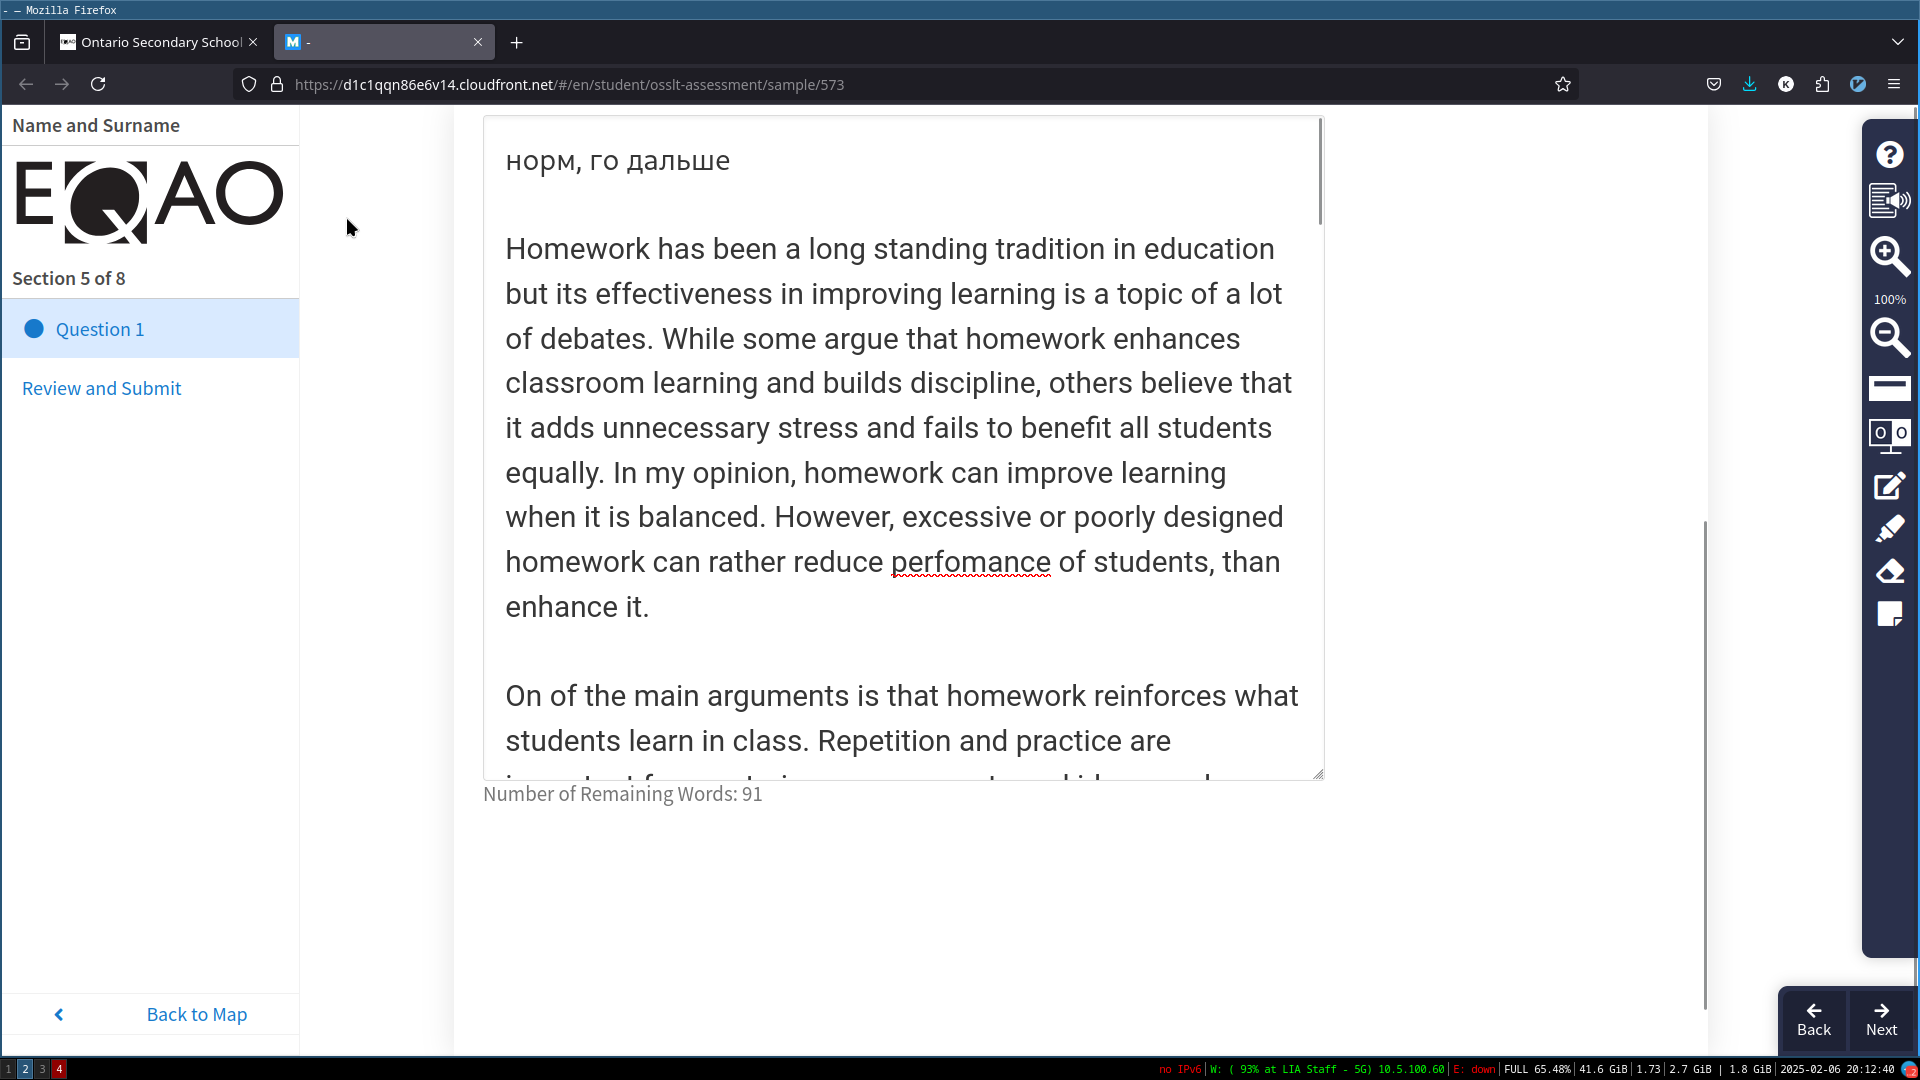 - — Mozilla Firefox
Ontario Secondary School
M -
https://d1c1qqn86e6v14.cloudfront.net/#/en/student/osslt-assessment/sample/573
K
Name and Surname
EQAO
Section 5 of 8
Question 1
Review and Submit
Back to Map
норм, го дальше
Homework has been a long standing tradition in education
but its effectiveness in improving learning is a topic of a lot
of debates. While some argue that homework enhances
classroom learning and builds discipline, others believe that
it adds unnecessary stress and fails to benefit all students
equally. In my opinion, homework can improve learning
when it is balanced. However, excessive or poorly designed
homework can rather reduce perfomance of students, than
enhance it.
On of the main arguments is that homework reinforces what
students learn in class. Repetition and practice are
Number of Remaining Words: 91
100%
Back
Next
1 2 3 4
no IPv6 | W: ( 93% at LIA Staff - 5G) 10.5.100.60 | E: down | FULL 65.48% | 41.6 GiB | 1.73 | 2.7 GiB | 1.8 GiB | 2025-02-06 20:12:40